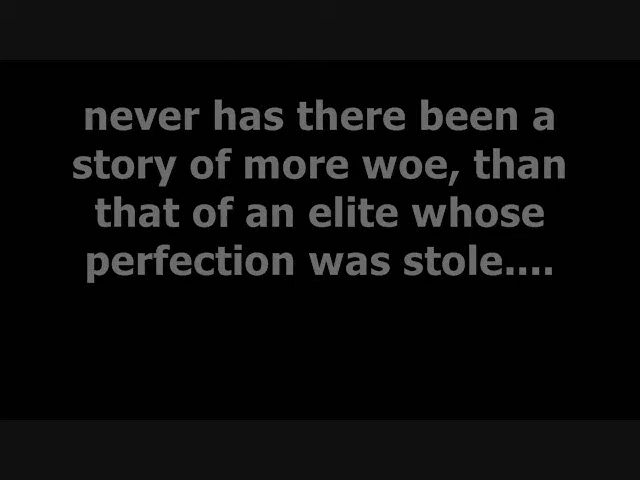 never has there been a
story of more woe, than
that of an elite whose
perfection was stole....